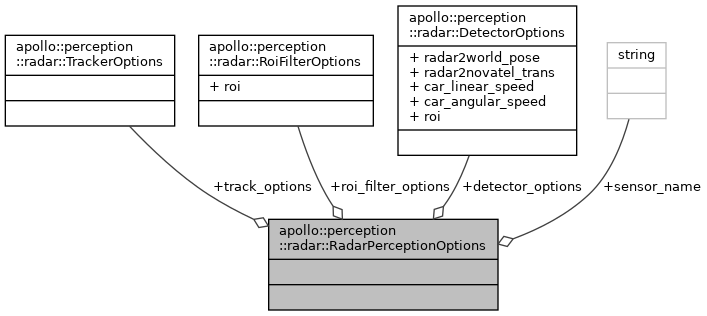 apollo::perception
::radar::TrackerOptions
apollo::perception
::radar::RoiFilterOptions
+ roi
apollo::perception
::radar::DetectorOptions
+ radar2world_pose
+ radar2novatel_trans
+ car_linear_speed
+ car_angular_speed
+ roi
string
+track_options
+roi_filter_options
+detector_options
+sensor_name
apollo::perception
::radar::RadarPerceptionOptions